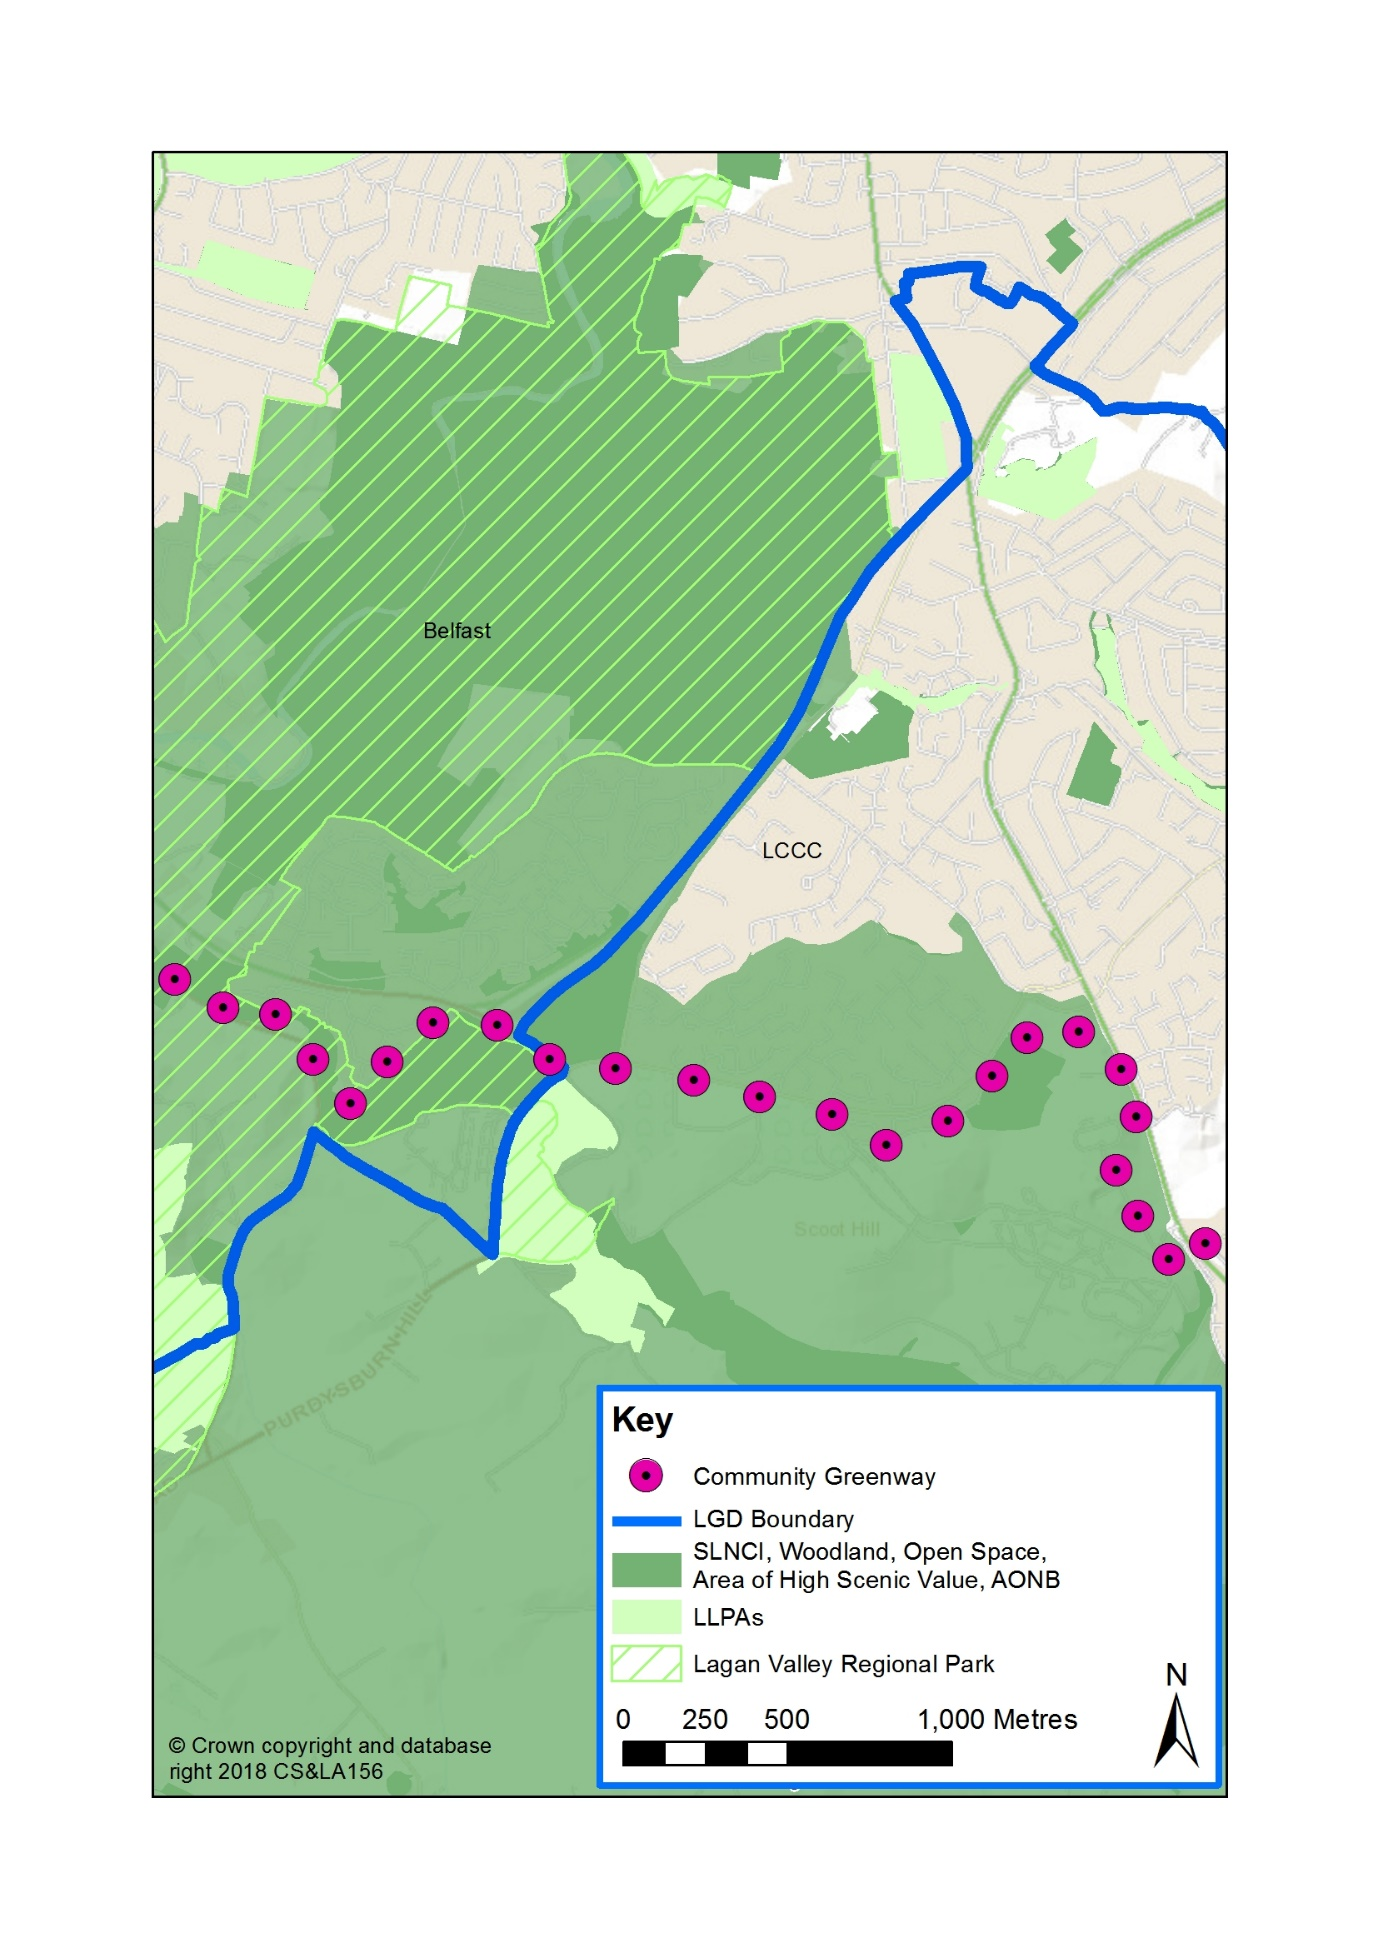 Belfast
LCCC
Scoot Hill
PURDYSBURN HILL
Key
Community Greenway
LGD Boundary
SLNCI, Woodland, Open Space,
Area of High Scenic Value, AONB
LLPAs
Lagan Valley Regional Park
N
0 250 500 1,000 Metres
© Crown copyright and database
right 2018 CS&LA156